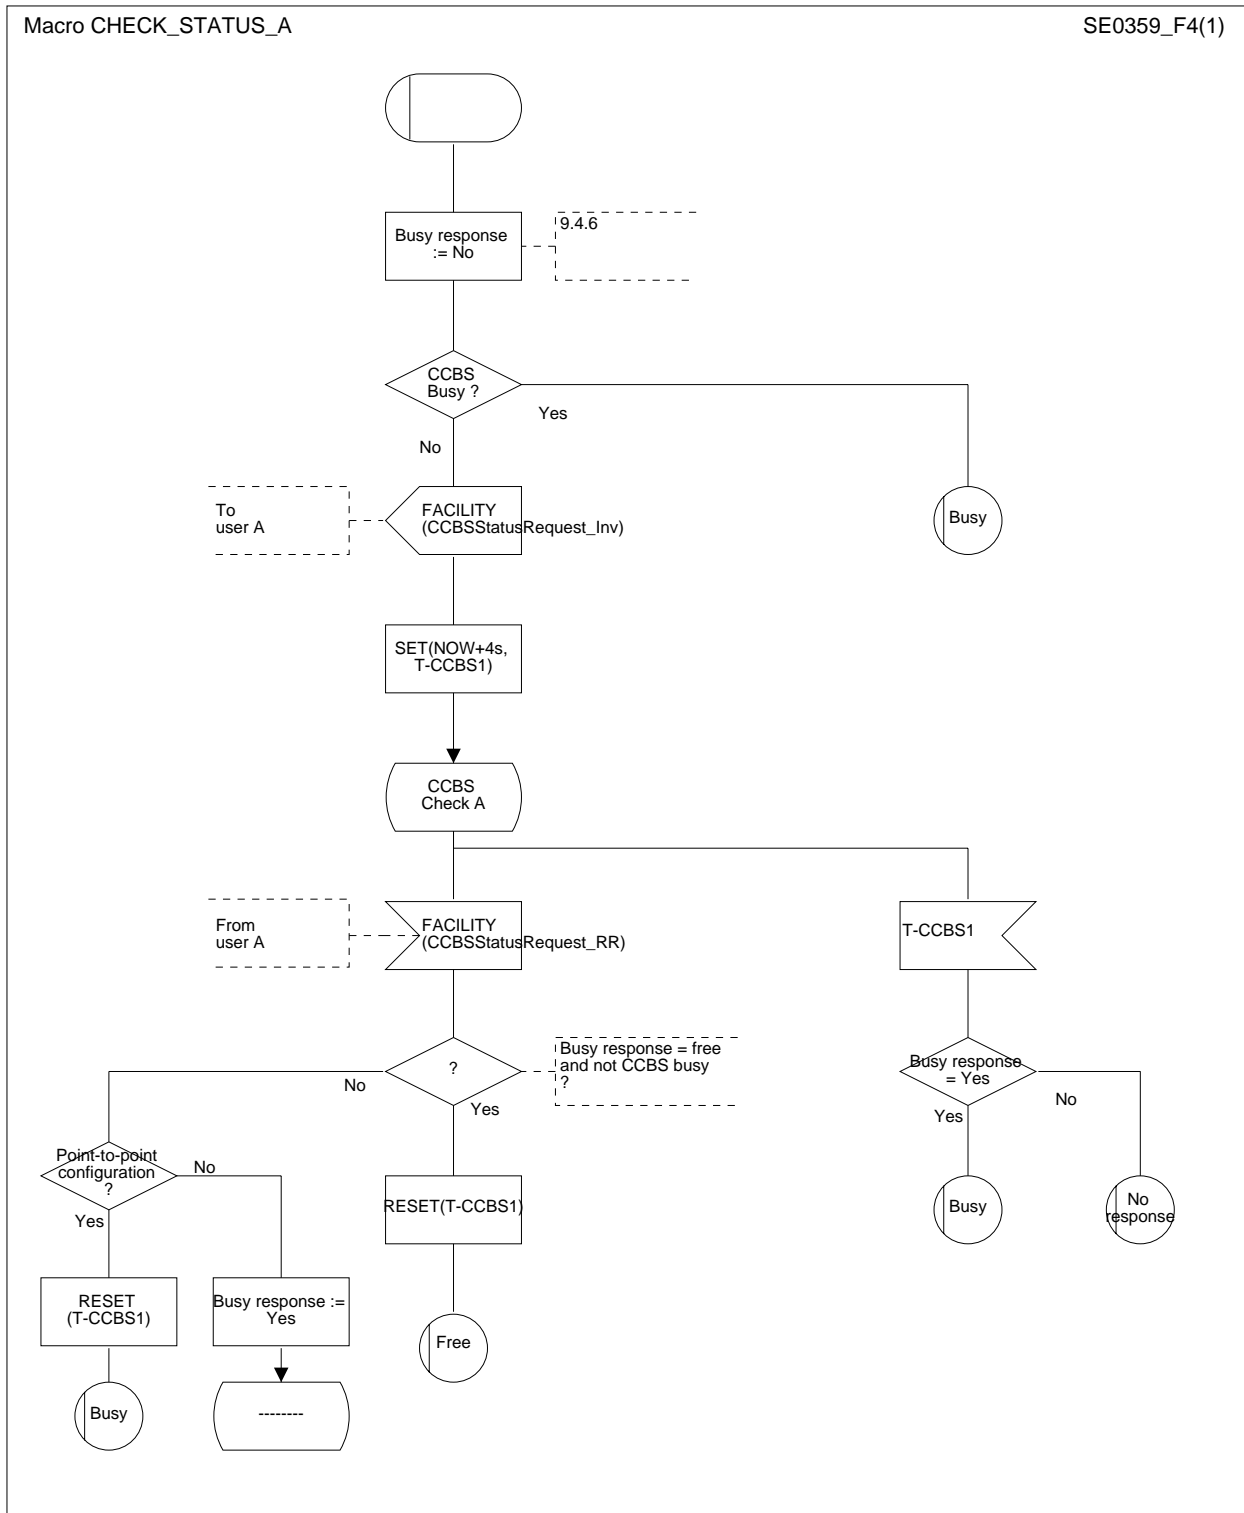 Macro CHECK_STATUS_A
SE0359_F4(1)
Busy response
:= No
9.4.6
CCBS
Busy ?
Yes
No
To
user A
FACILITY
(CCBSStatusRequest_Inv)
Busy
SET(NOW+4s,
T-CCBS1)
CCBS
Check A
From
user A
FACILITY
(CCBSStatusRequest_RR)
T-CCBS1
?
Busy response = free
and not CCBS busy
?
No
Yes
Busy response
= Yes
Yes
No
Point-to-point
configuration
?
No
Yes
RESET(T-CCBS1)
Busy
No
response
RESET
(T-CCBS1)
Busy response :=
Yes
Free
Busy
--------